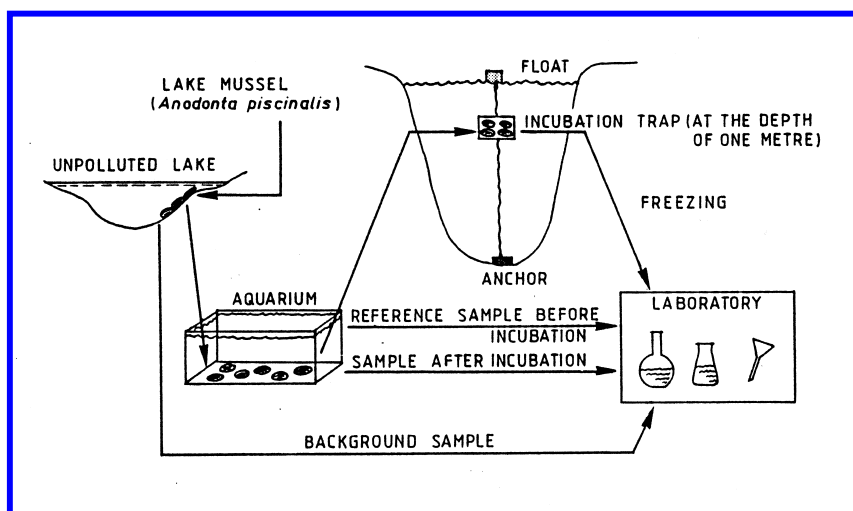 LAKE MUSSEL
(Anodonta piscinalis)
UNPOLLUTED LAKE
FLOAT
INCUBATION TRAP (AT THE DEPTH
OF ONE METRE)
FREEZING
ANCHOR
AQUARIUM
REFERENCE SAMPLE BEFORE
INCUBATION
SAMPLE AFTER INCUBATION
LABORATORY
BACKGROUND SAMPLE